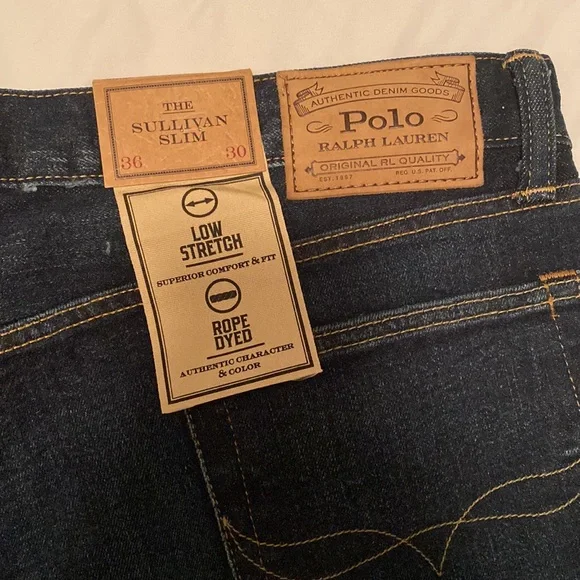 THE
SULLIVAN
SLIM
36 30
LOW
STRETCH
SUPERIOR COMFORT & FIT
ROPE
DYED
AUTHENTIC CHARACTER
& COLOR
AUTHENTIC DENIM GOODS
Polo
RALPH LAUREN
ORIGINAL RL QUALITY
EST. 1967 REG. U.S. PAT. OFF.